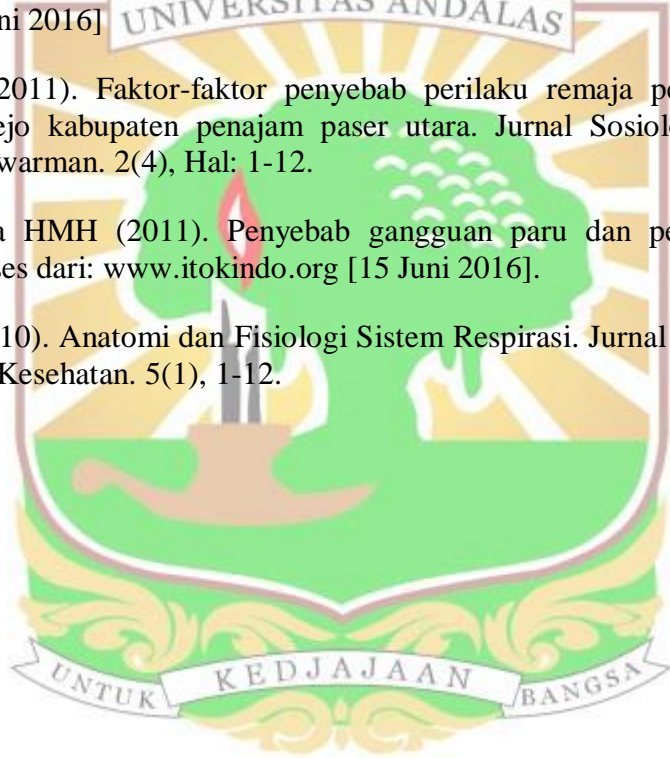 ni 2016]
UNIVERSITAS ANDALAS
2011). Faktor-faktor penyebab perilaku remaja pe
ejo kabupaten penajam paser utara. Jurnal Sosiolo
warman. 2(4), Hal: 1-12.
a HMH (2011). Penyebab gangguan paru dan pe
ses dari: www.itokindo.org [15 Juni 2016].
10). Anatomi dan Fisiologi Sistem Respirasi. Jurnal
Kesehatan. 5(1), 1-12.
UNTUK KEDJAJAAN BANGSA